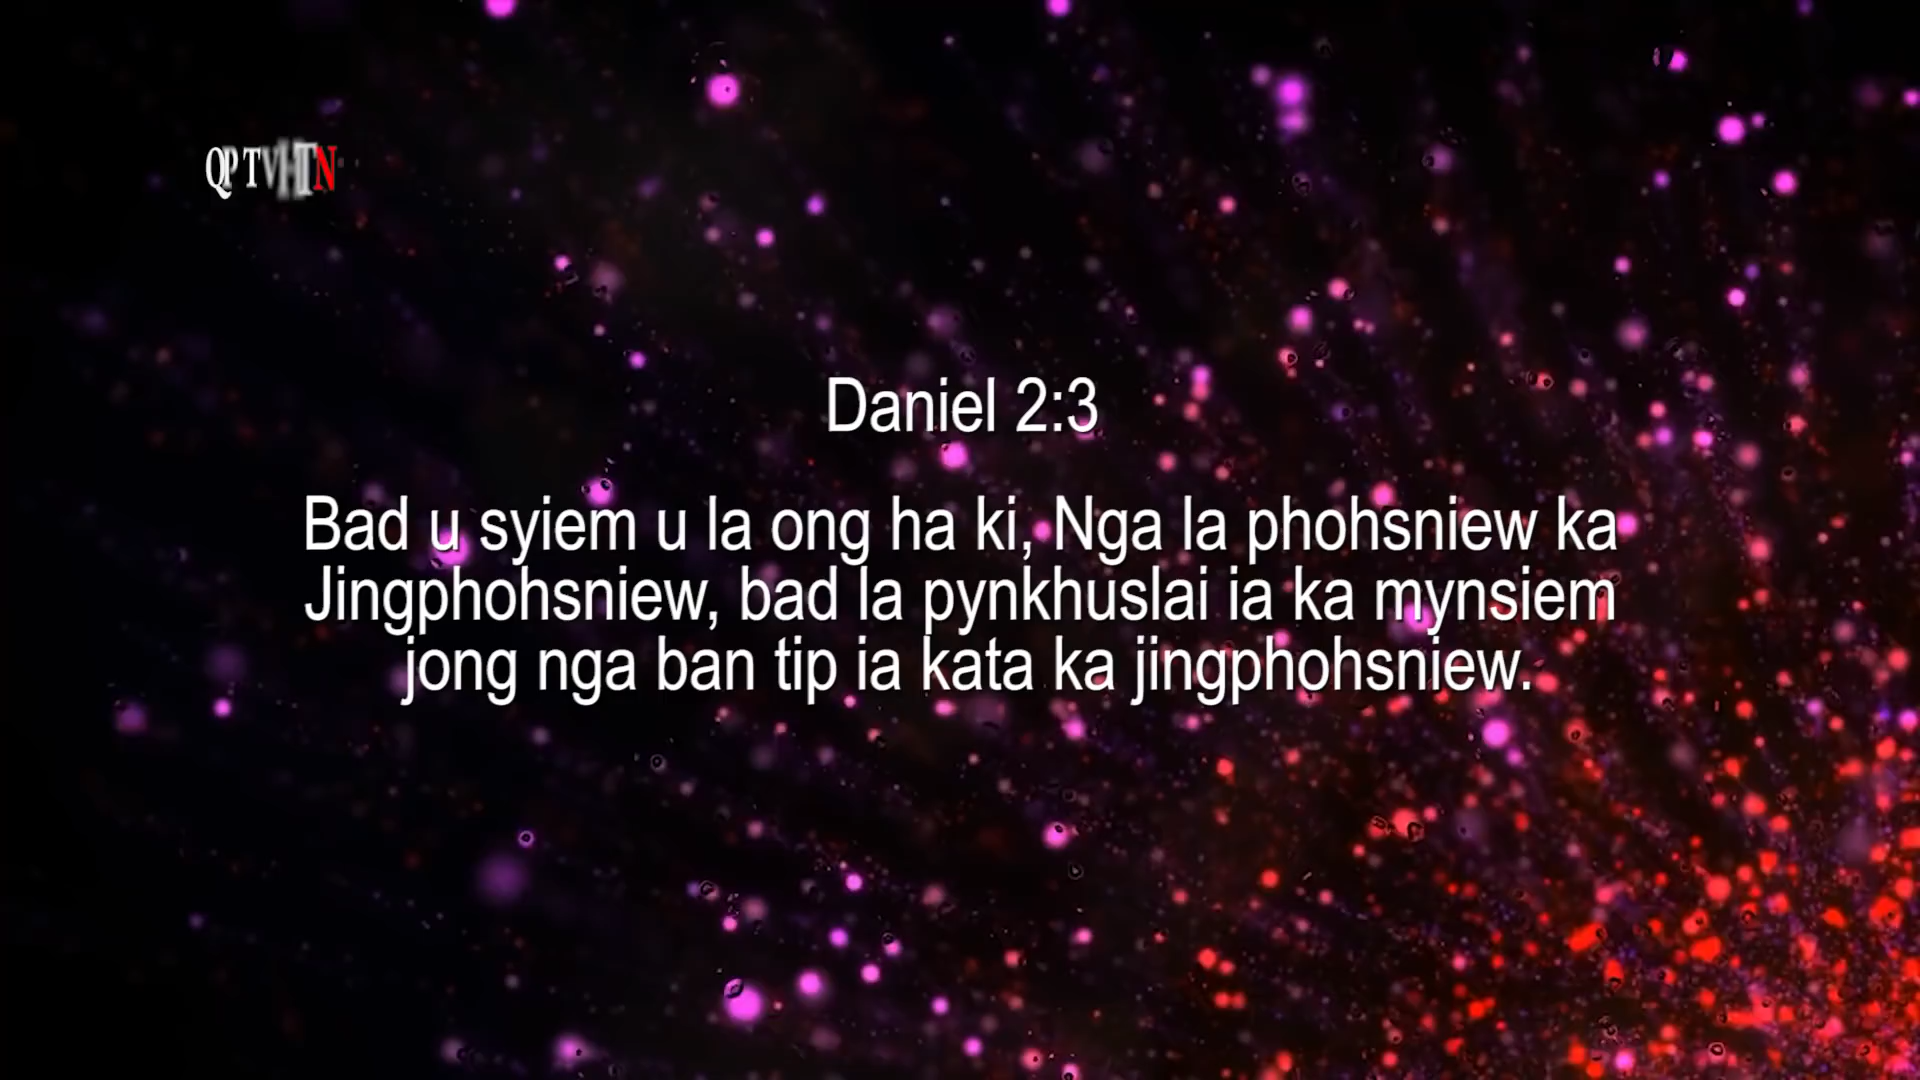 QP TVHTN
Daniel 2:3
Bad u syiem u la ong ha ki, Nga la phohsniew ka
Jingphohsniew, bad la pynkhuslai ia ka mynsiem
jong nga ban tip ia kata ka jingphohsniew.